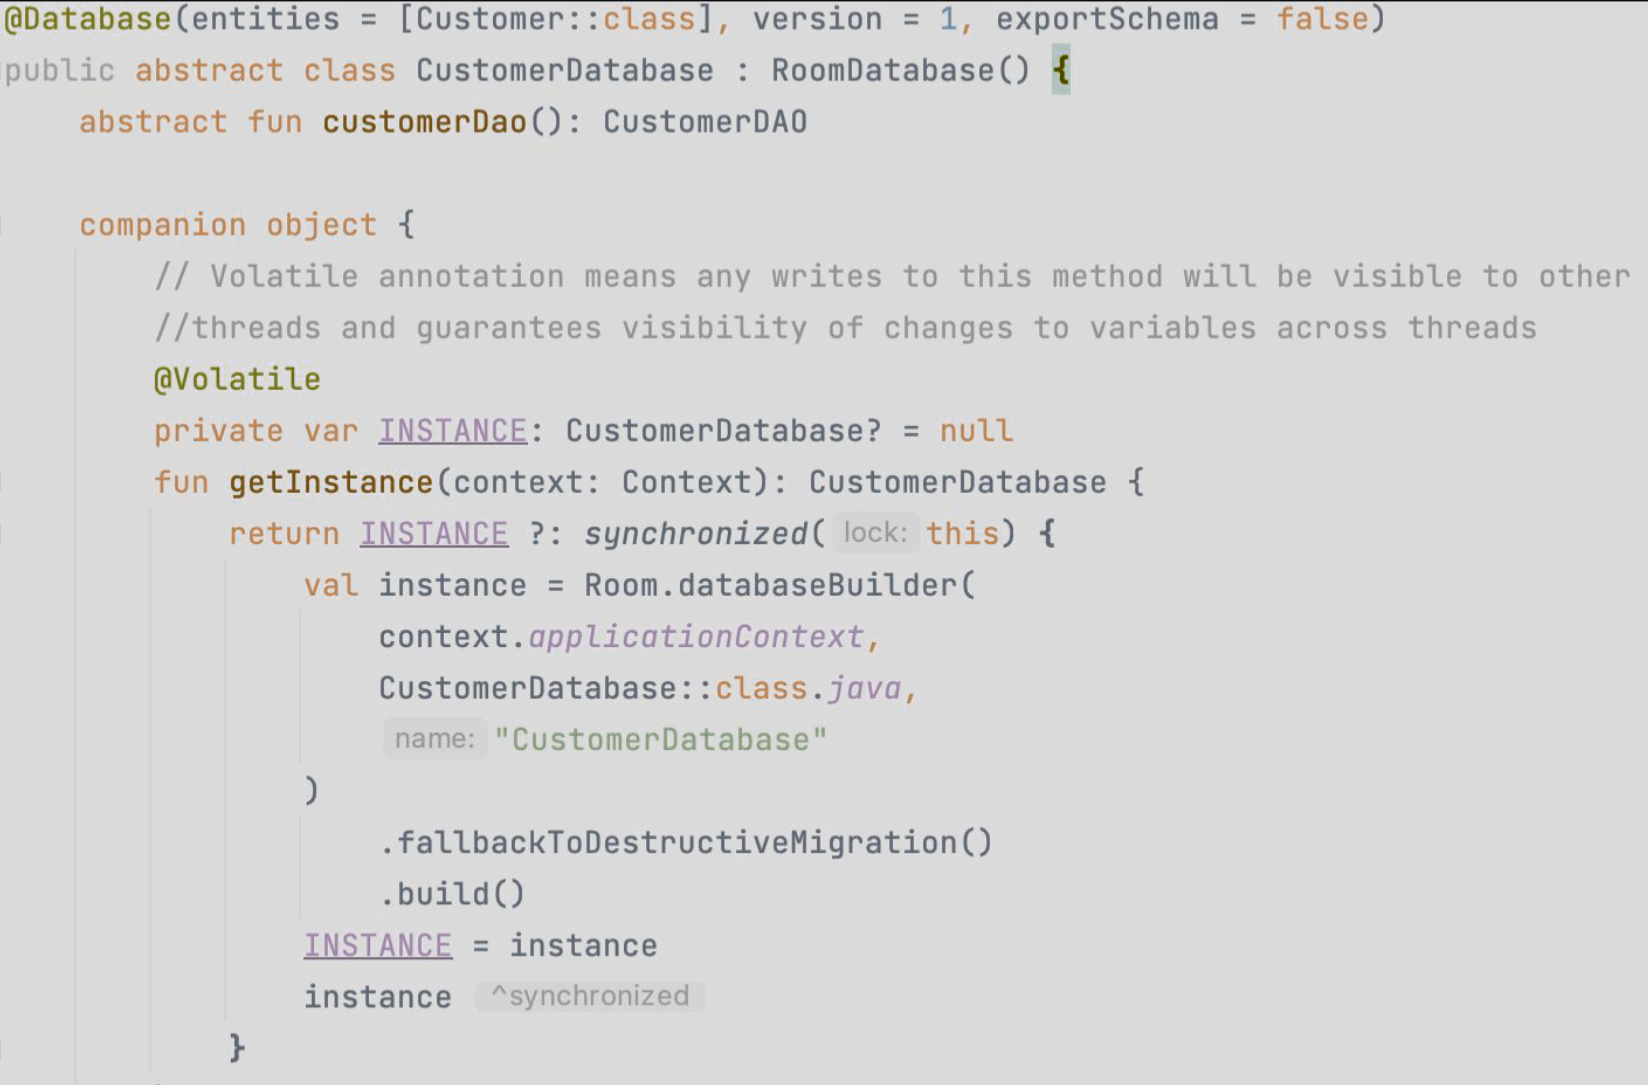 @Database(entities = [Customer::class], version = 1, exportSchema = false)
public abstract class CustomerDatabase : RoomDatabase() {
abstract fun customerDao(): CustomerDAO
companion object {
// Volatile annotation means any writes to this method will be visible to other
//threads and guarantees visibility of changes to variables across threads
@Volatile
private var INSTANCE: CustomerDatabase? = null
fun getInstance(context: Context): CustomerDatabase {
return INSTANCE ?: synchronized( lock: this) {
val instance = Room.databaseBuilder(
context.applicationContext,
CustomerDatabase::class.java,
name: "CustomerDatabase"
)
.fallbackToDestructiveMigration()
.build()
INSTANCE = instance
instance ^synchronized
}